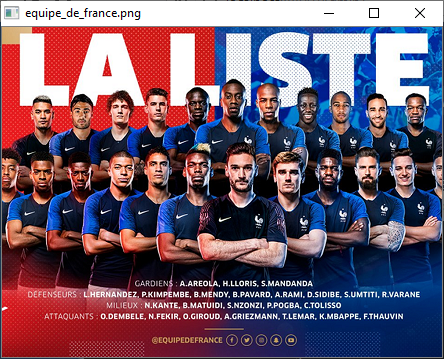 equipe_de_france.png
LA LISTE
GARDIENS : A.AREOLA, H.LLORIS, S.MANDANDA
DÉFENSEURS : L.HERNANDEZ, P.KIMPEMBE, B.MENDY, B.PAVARD, A.RAMI, D.SIDIBE, S.UMTITI, R.VARANE
MILIEUX : N.KANTE, B.MATUIDI, S.NZONZI, P.POGBA, C.TOLISSO
ATTAQUANTS : O.DEMBELE, N.FEKIR, O.GIROUD, A.GRIEZMANN, T.LEMAR, K.MBAPPE, F.THAUVIN
@EQUIPEDEFRANCE